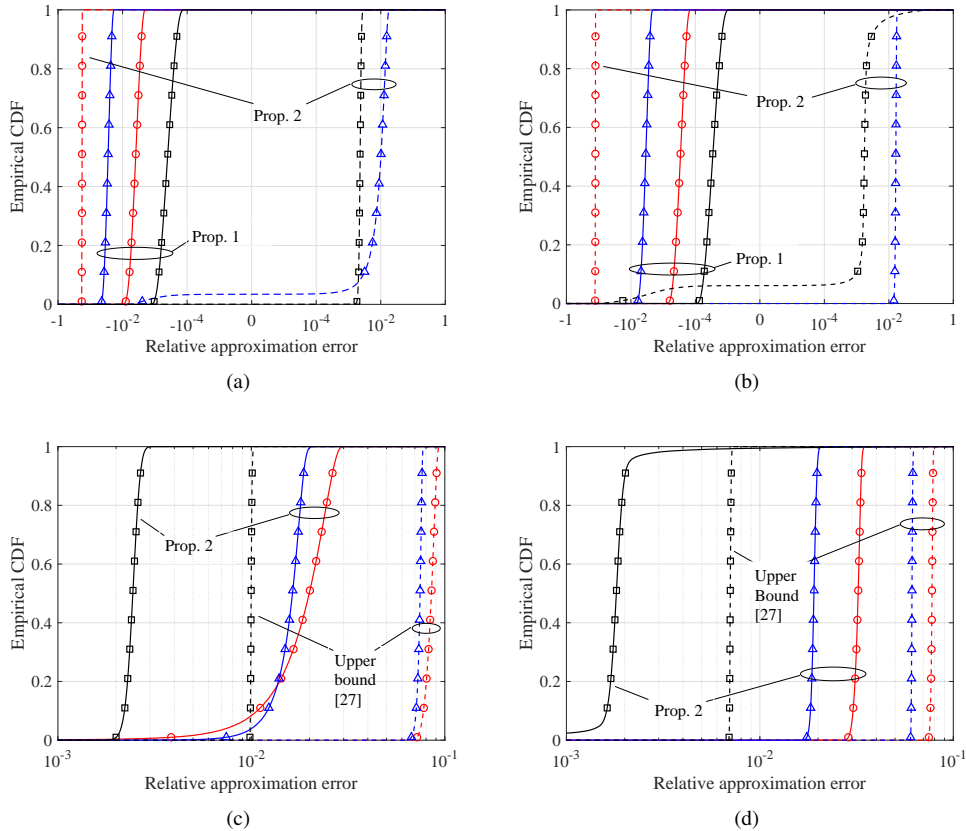 1
0.8
0.6
0.4
0.2
0
Empirical CDF
Prop. 2
Prop. 1
-1
-10^-2
-10^-4
0
10^-4
10^-2
1
Relative approximation error
(a)
1
0.8
0.6
0.4
0.2
0
Empirical CDF
Prop. 2
Prop. 1
-1
-10^-2
-10^-4
0
10^-4
10^-2
1
Relative approximation error
(b)
1
0.8
0.6
0.4
0.2
0
Empirical CDF
Prop. 2
Upper
bound
[27]
10^-3
10^-2
10^-1
Relative approximation error
(c)
1
0.8
0.6
0.4
0.2
0
Empirical CDF
Upper
Bound
[27]
Prop. 2
10^-3
10^-2
10^-1
Relative approximation error
(d)